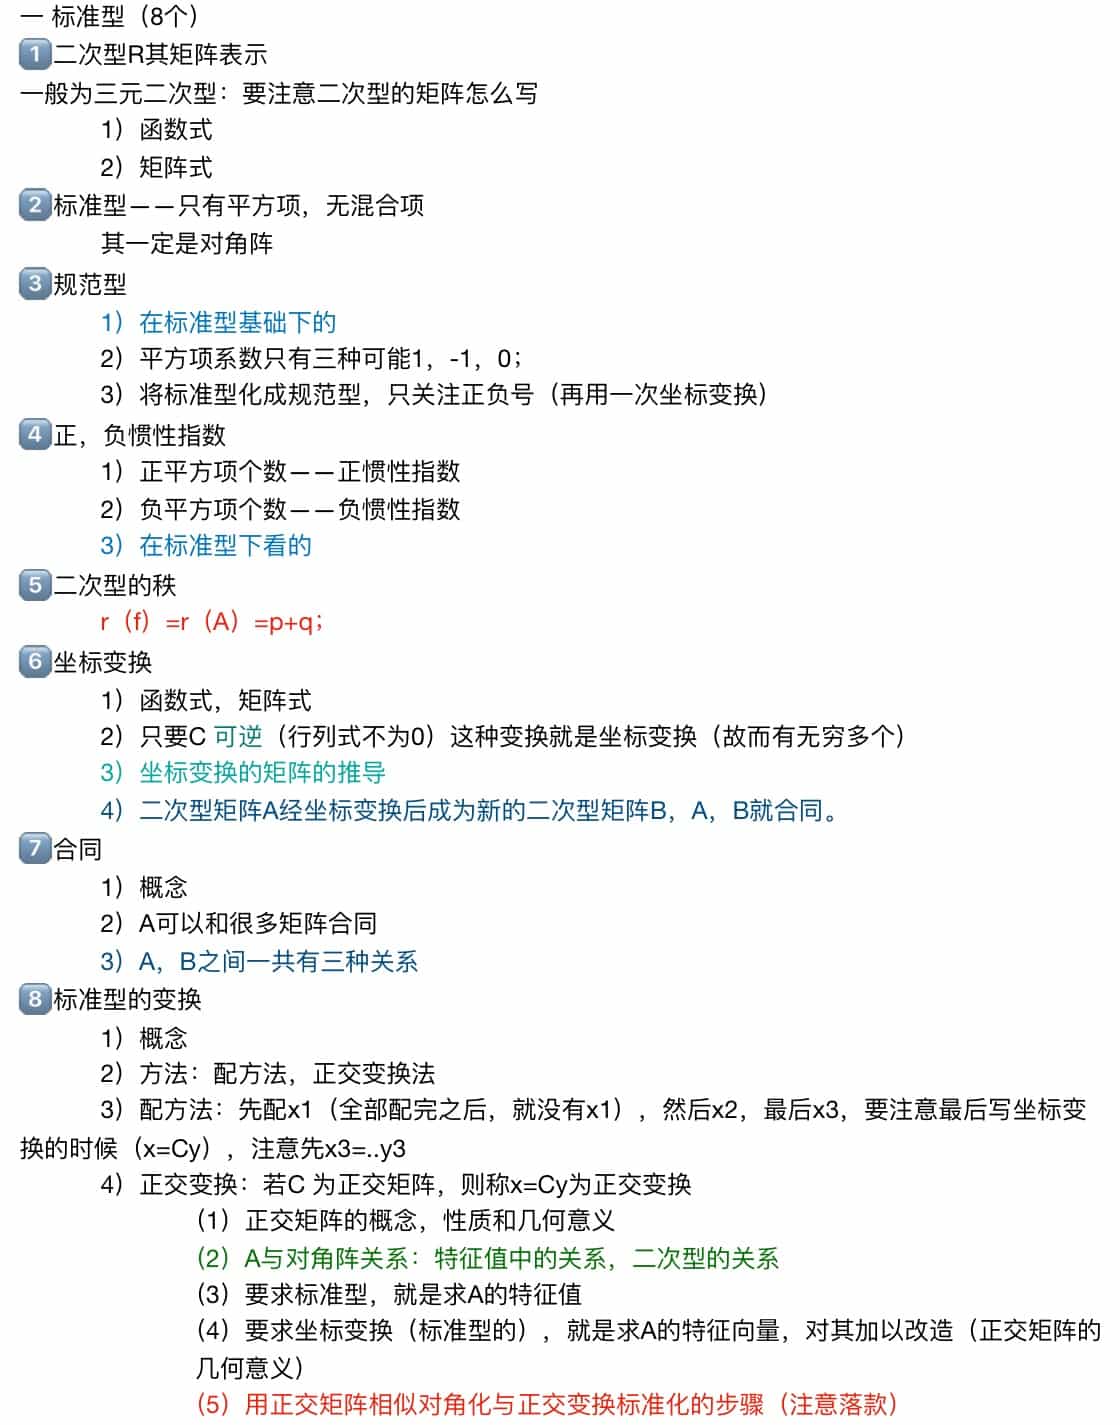 一 标准型（8个）
1 二次型R其矩阵表示
一般为三元二次型：要注意二次型的矩阵怎么写
1）函数式
2）矩阵式
2 标准型——只有平方项，无混合项
其一定是对角阵
3 规范型
1）在标准型基础下的
2）平方项系数只有三种可能1，-1，0；
3）将标准型化成规范型，只关注正负号（再用一次坐标变换）
4 正，负惯性指数
1）正平方项个数——正惯性指数
2）负平方项个数——负惯性指数
3）在标准型下看的
5 二次型的秩
r（f）=r（A）=p+q；
6 坐标变换
1）函数式，矩阵式
2）只要C 可逆（行列式不为0）这种变换就是坐标变换（故而有无穷多个）
3）坐标变换的矩阵的推导
4）二次型矩阵A经坐标变换后成为新的二次型矩阵B，A，B就合同。
7 合同
1）概念
2）A可以和很多矩阵合同
3）A，B之间一共有三种关系
8 标准型的变换
1）概念
2）方法：配方法，正交变换法
3）配方法：先配x1（全部配完之后，就没有x1），然后x2，最后x3，要注意最后写坐标变
换的时候（x=Cy），注意先x3=..y3
4）正交变换：若C 为正交矩阵，则称x=Cy为正交变换
（1）正交矩阵的概念，性质和几何意义
（2）A与对角阵关系：特征值中的关系，二次型的关系
（3）要求标准型，就是求A的特征值
（4）要求坐标变换（标准型的），就是求A的特征向量，对其加以改造（正交矩阵的
几何意义）
（5）用正交矩阵相似对角化与正交变换标准化的步骤（注意落款）